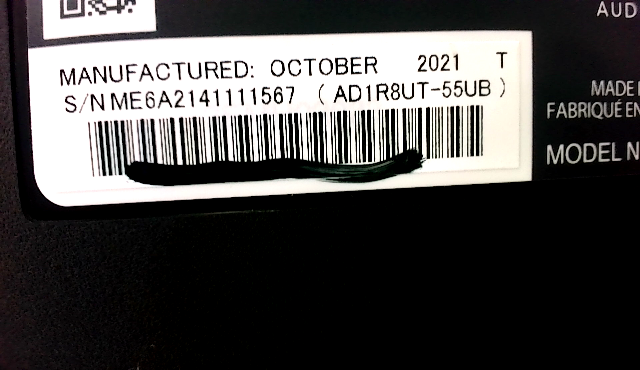 AUD
MANUFACTURED: OCTOBER 2021 T
S/N ME6A2141111567 ( AD1R8UT-55UB )
MADE
FABRIQUÉ EN
MODEL N